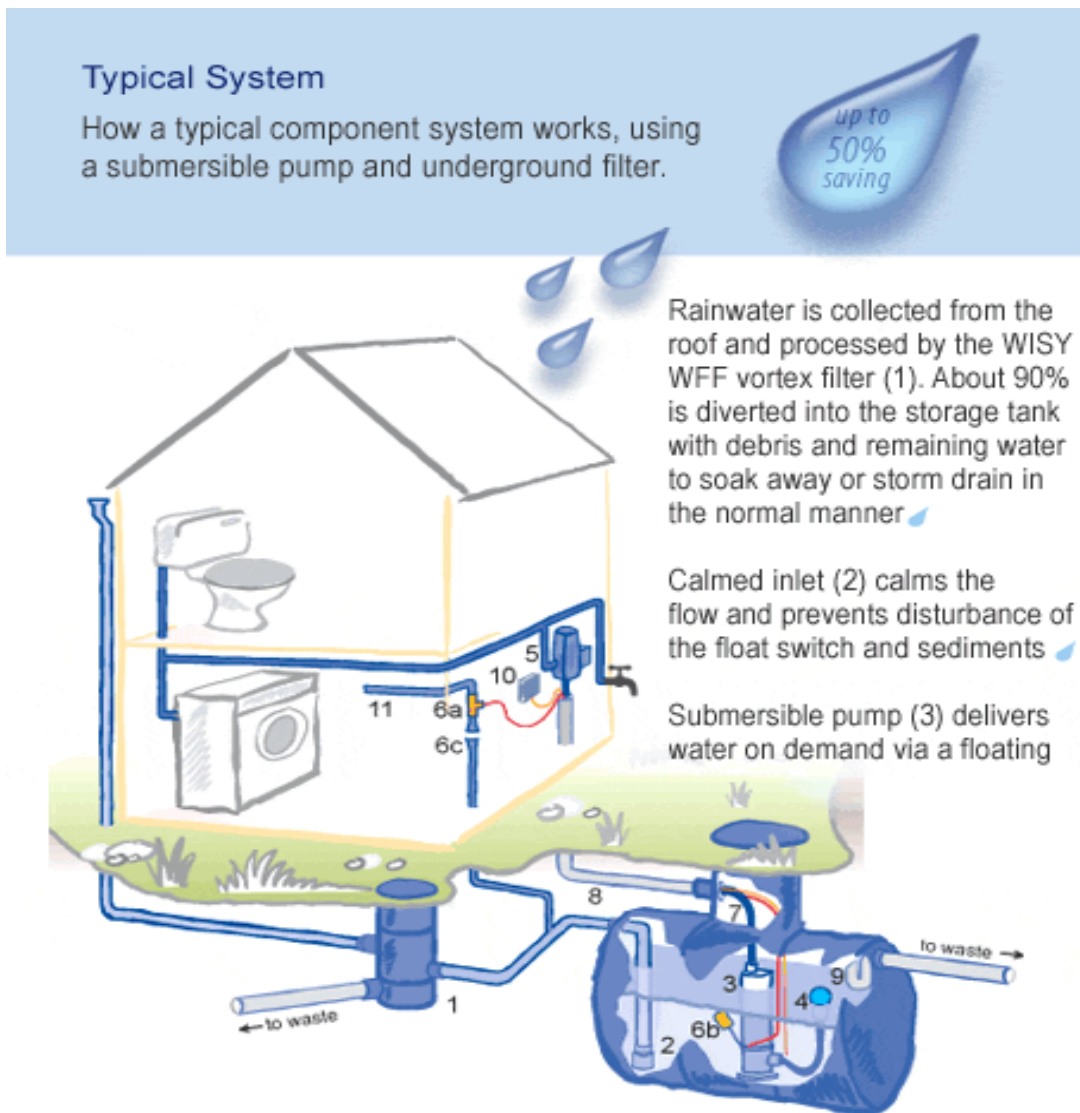 Typical System
How a typical component system works, using
a submersible pump and underground filter.
up to
50%
saving
Rainwater is collected from the
roof and processed by the WISY
WFF vortex filter (1). About 90%
is diverted into the storage tank
with debris and remaining water
to soak away or storm drain in
the normal manner
Calmed inlet (2) calms the
flow and prevents disturbance of
the float switch and sediments
Submersible pump (3) delivers
water on demand via a floating
5
10
11
6a
6c
8
7
to waste →
9
3
4
1
6b
2
← to waste